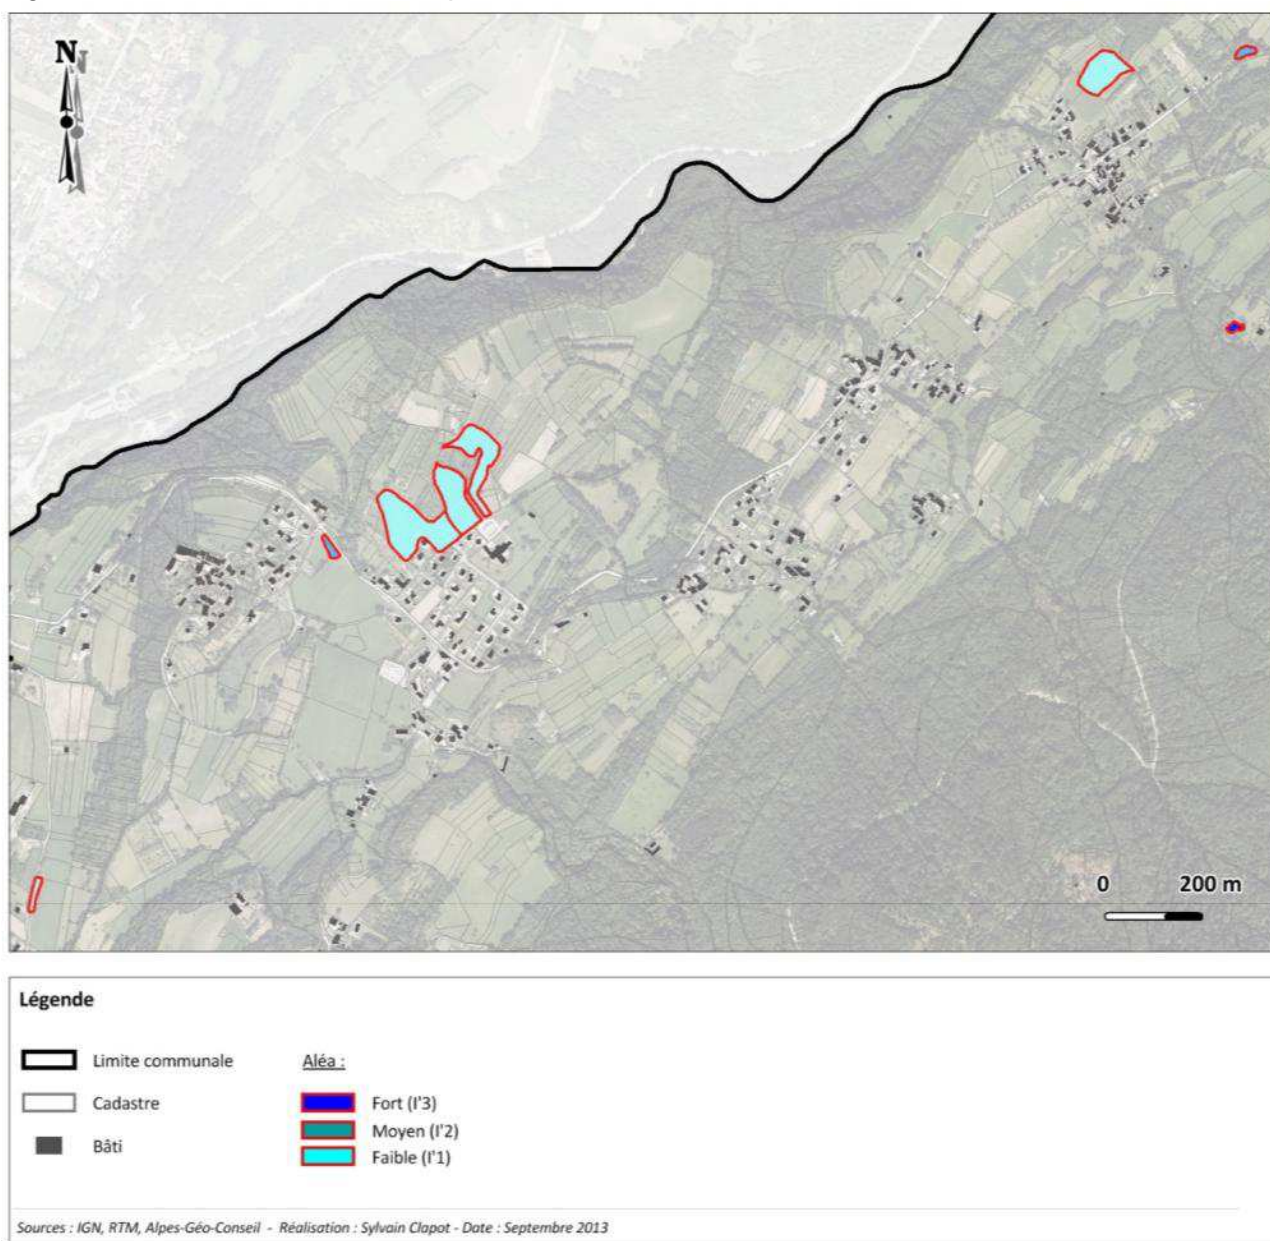 N
0 200 m
Légende
Limite communale
Cadastre
Bâti
Aléa :
Fort (I'3)
Moyen (I'2)
Faible (I'1)
Sources : IGN, RTM, Alpes-Géo-Conseil - Réalisation : Sylvain Clapot - Date : Septembre 2013